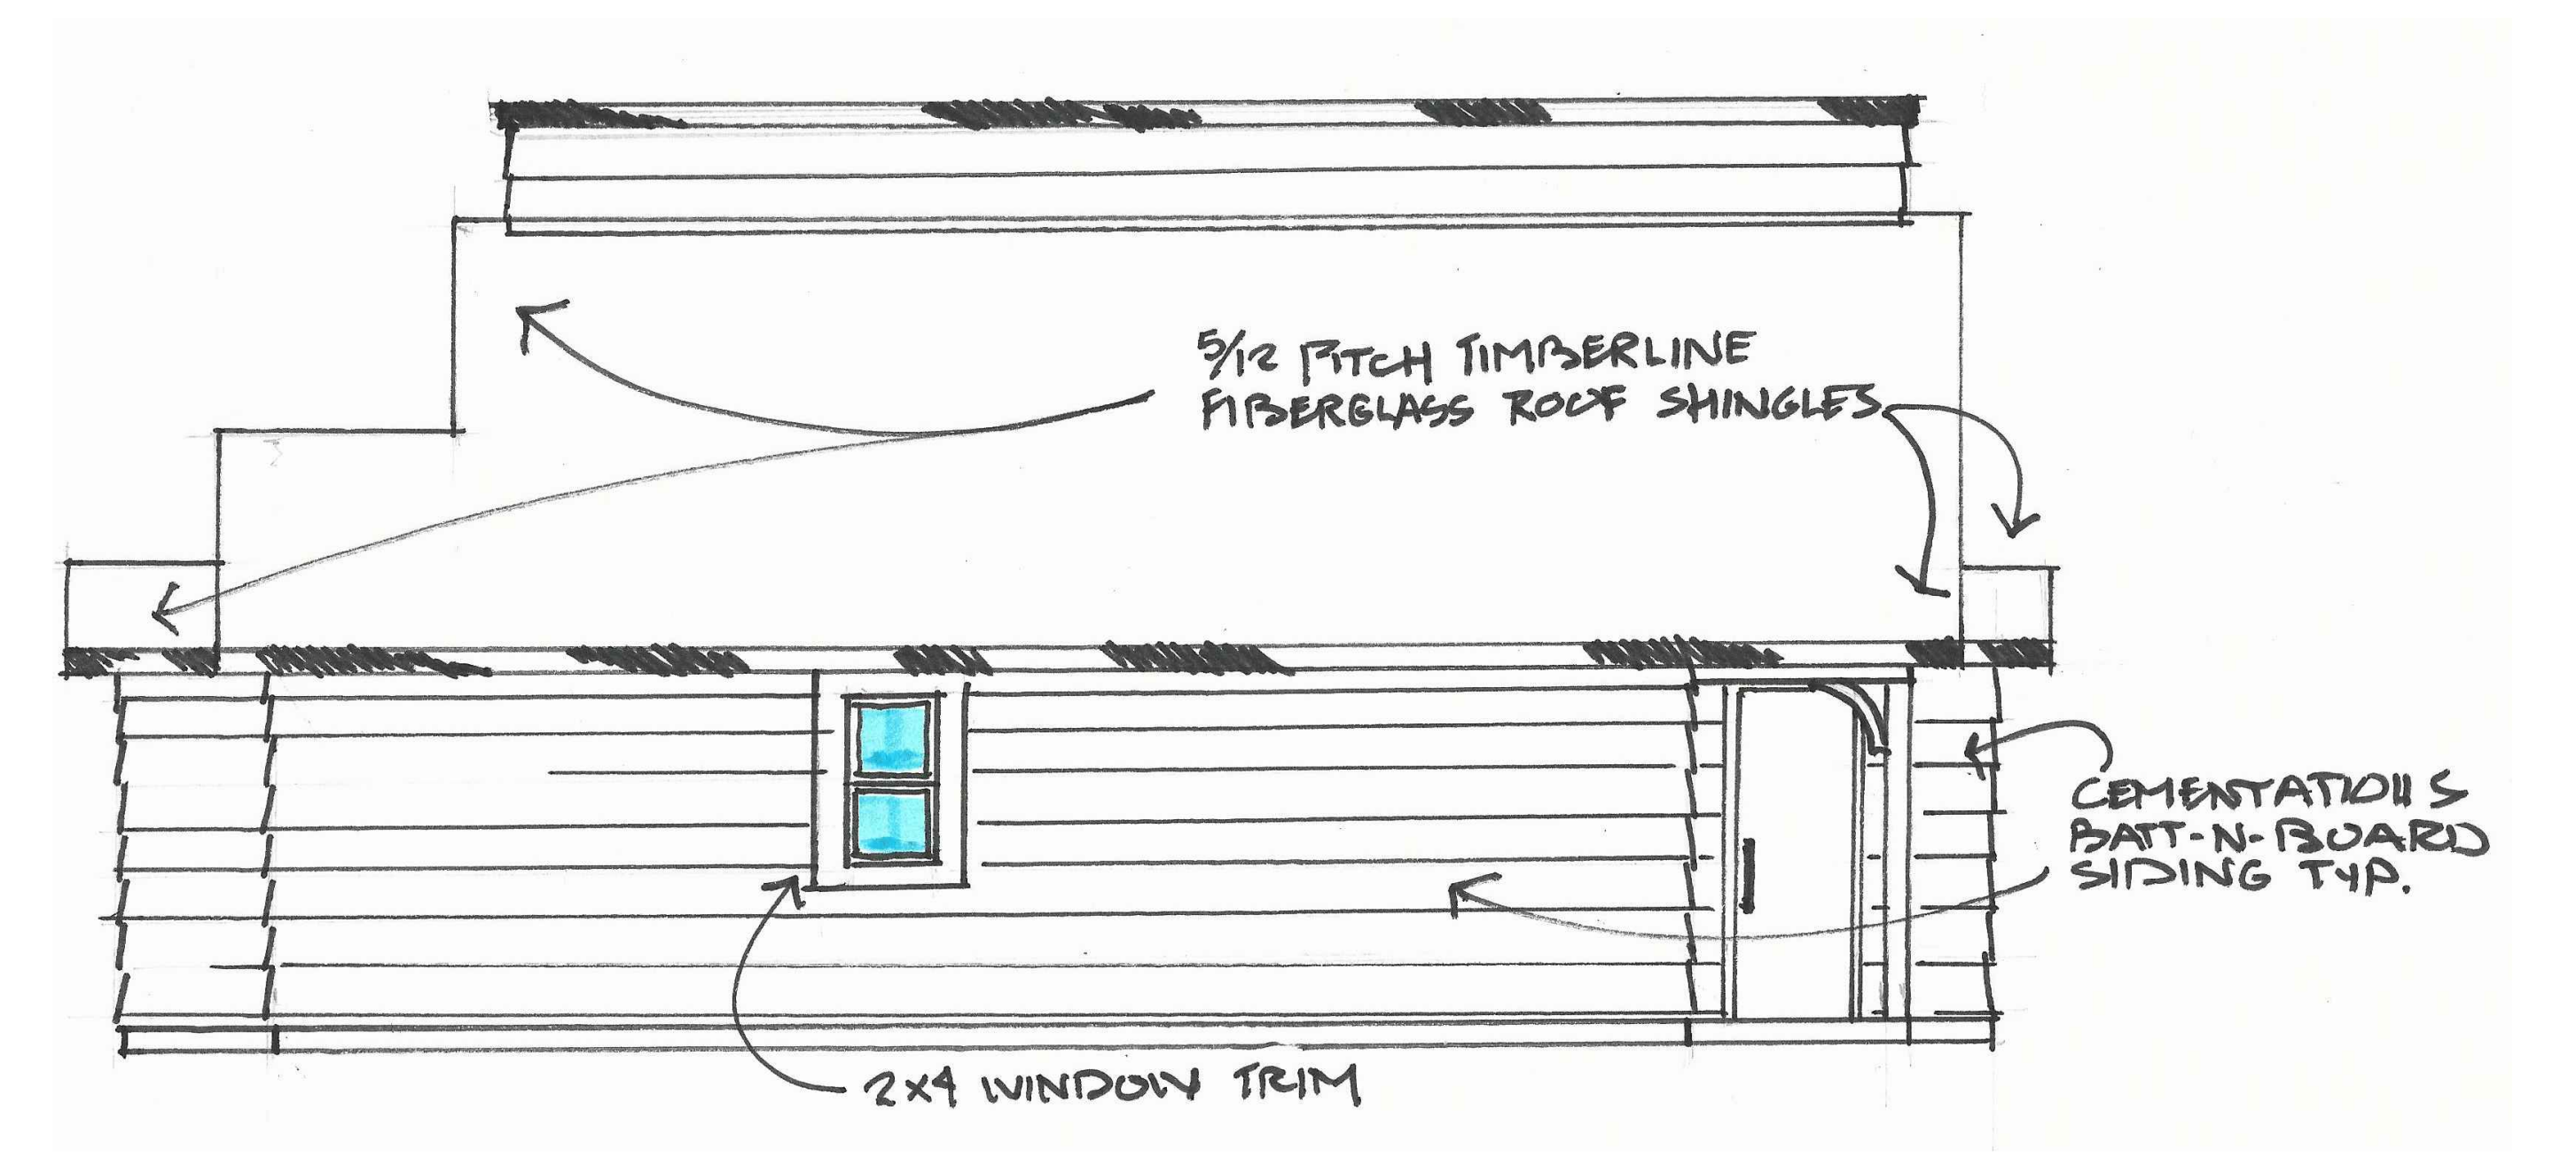 5/12 PITCH TIMBERLINE
FIBERGLASS ROOF SHINGLES
CEMENTATIOUS
BATT-N-BOARD
SIDING TYP.
2x4 WINDOW TRIM